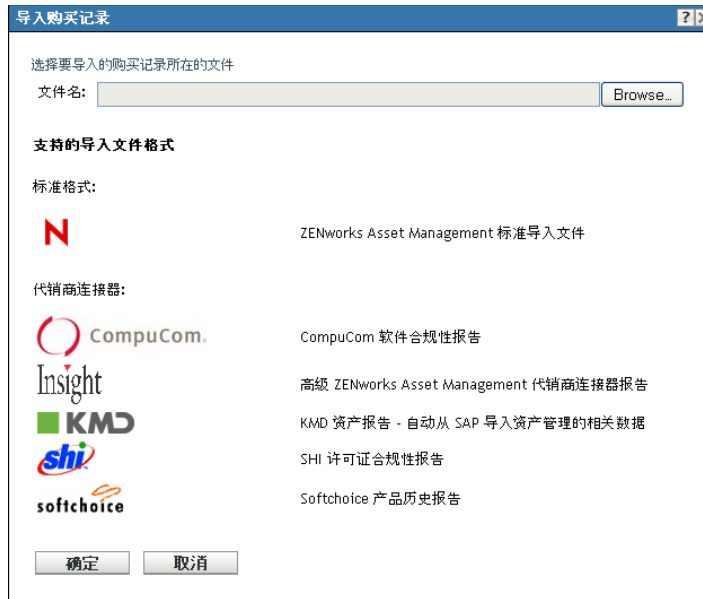 导入购买记录
选择要导入的购买记录所在的文件
文件名: Browse...
支持的导入文件格式
标准格式:
N ZENworks Asset Management 标准导入文件
代销商连接器:
CompuCom. CompuCom 软件合规性报告
Insight 高级 ZENworks Asset Management 代销商连接器报告
KMD KMD 资产报告 - 自动从 SAP 导入资产管理的相关数据
shi SHI 许可证合规性报告
softchoice Softchoice 产品历史报告
确定 取消